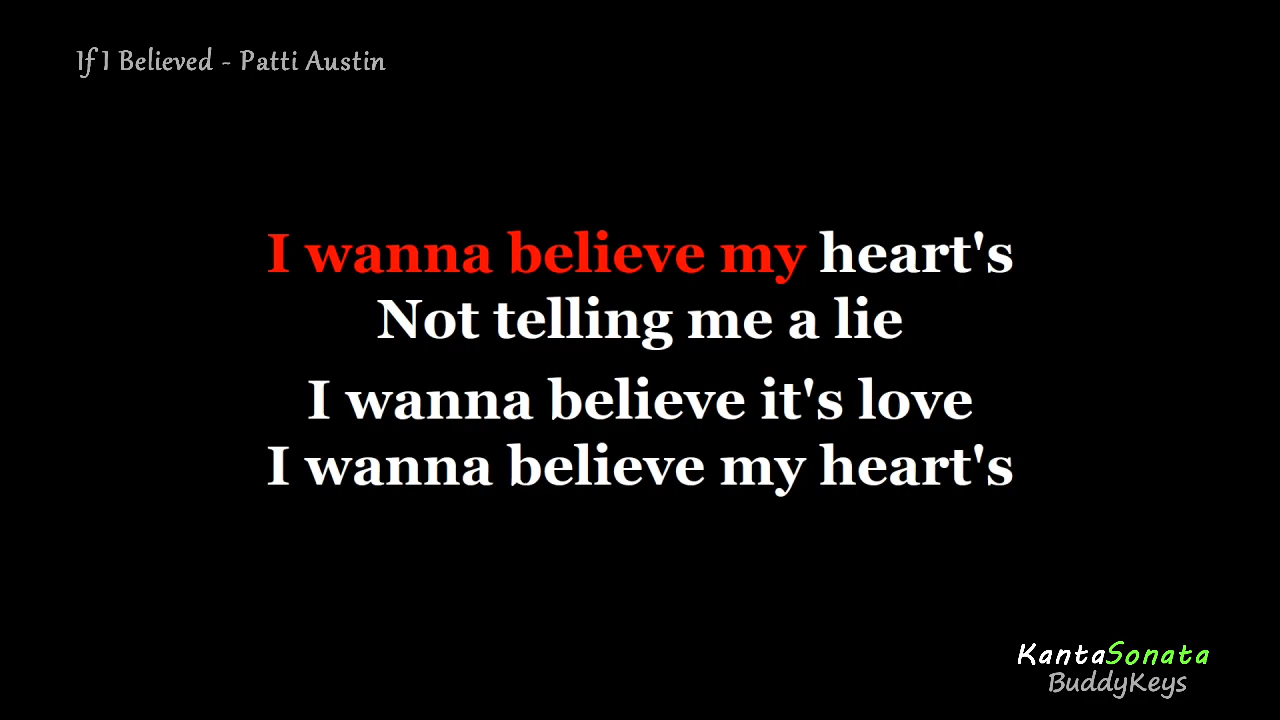 If I Believed - Patti Austin
I wanna believe my heart's
Not telling me a lie
I wanna believe it's love
I wanna believe my heart's
KantaSonata
BuddyKeys